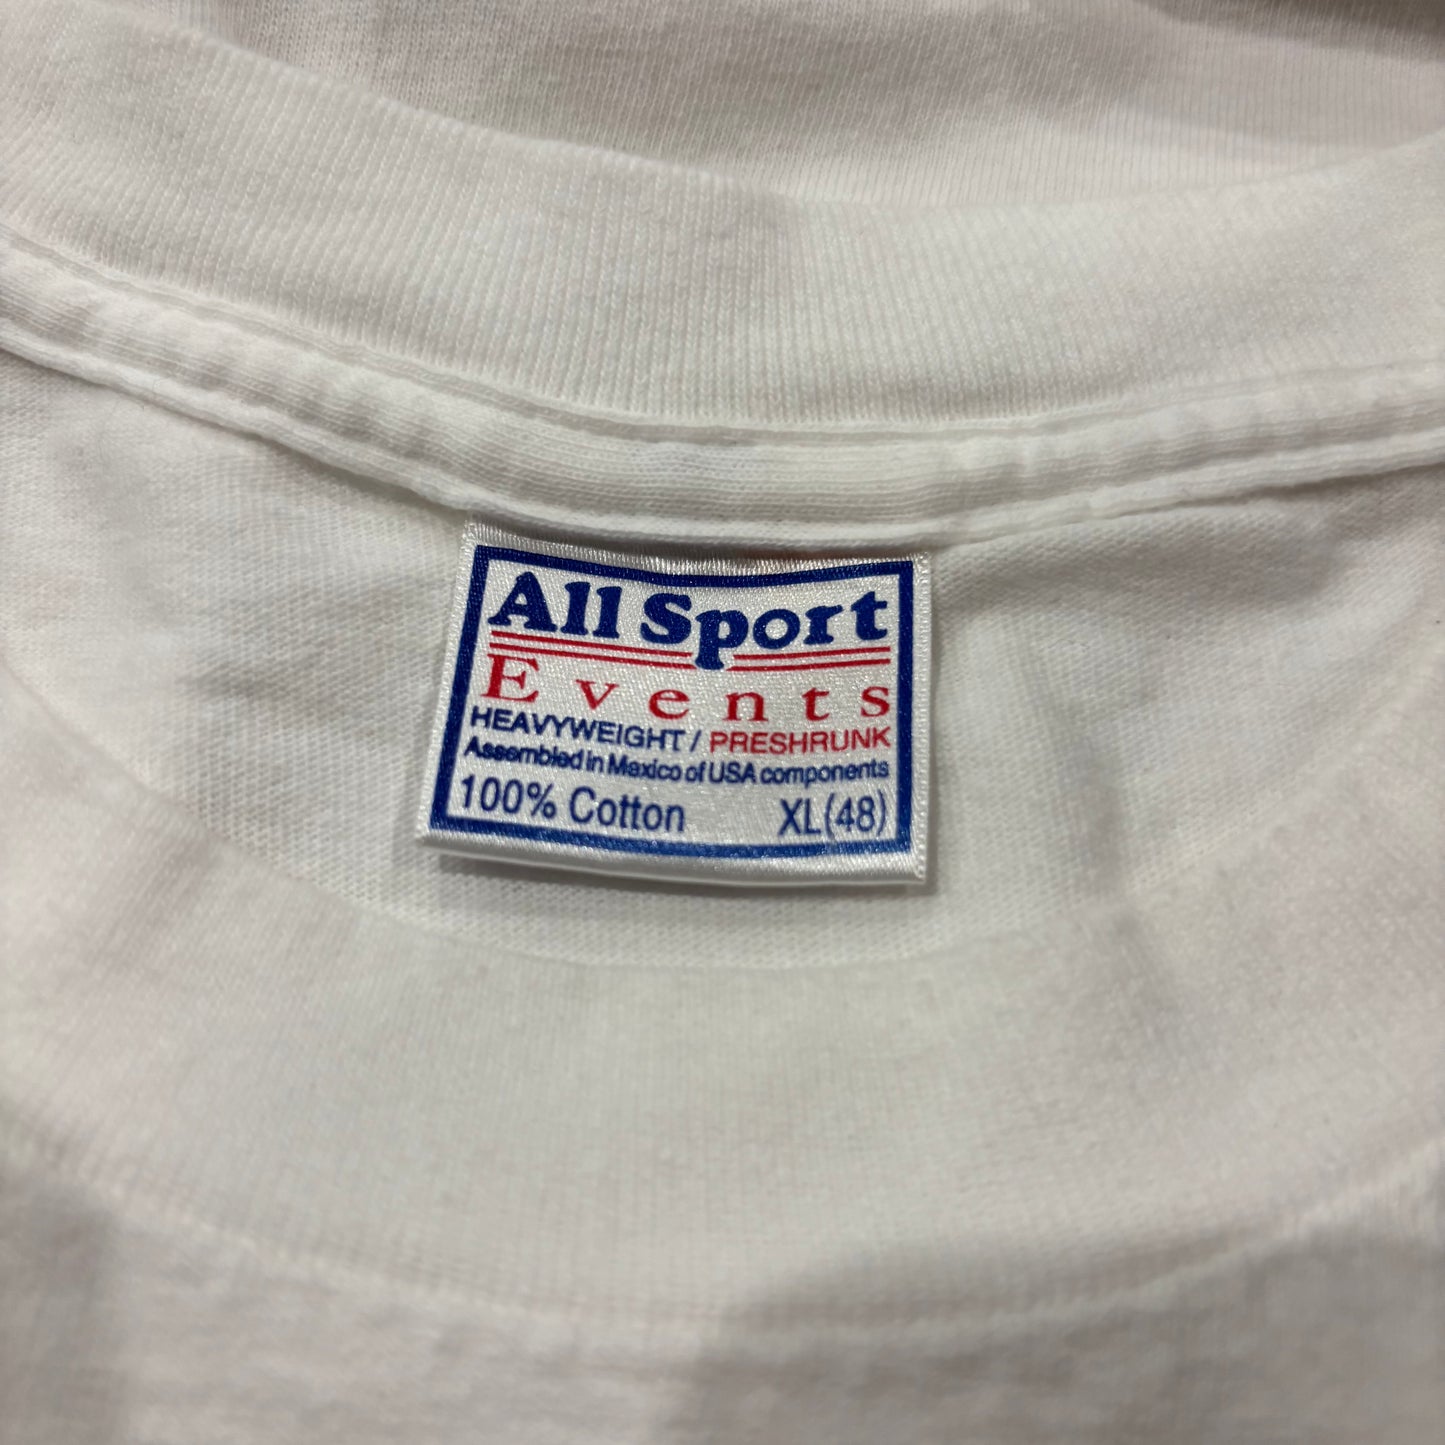 All Sport
Events
HEAVYWEIGHT / PRESHRUNK
Assembled in Mexico of USA components
100% Cotton XL(48)